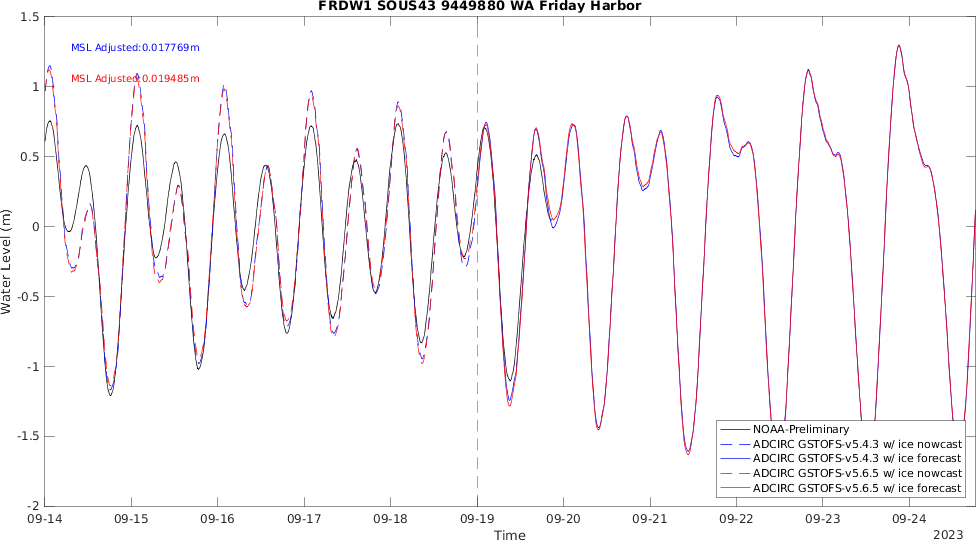 FRDW1 SOUS43 9449880 WA Friday Harbor
MSL Adjusted:0.017769m
MSL Adjusted:0.019485m
Water Level (m)
1.5
1
0.5
0
-0.5
-1
-1.5
-2
NOAA-Preliminary
ADCIRC GSTOFS-v5.4.3 w/ ice nowcast
ADCIRC GSTOFS-v5.4.3 w/ ice forecast
ADCIRC GSTOFS-v5.6.5 w/ ice nowcast
ADCIRC GSTOFS-v5.6.5 w/ ice forecast
09-14 09-15 09-16 09-17 09-18 09-19 09-20 09-21 09-22 09-23 09-24
Time
2023